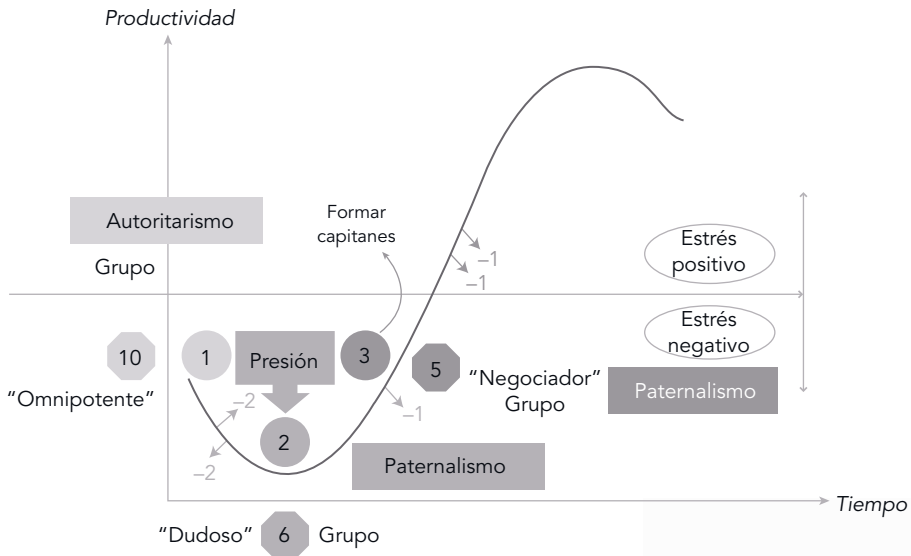 Productividad
Autoritarismo
Grupo
Formar
capitanes
–1
–1
Estrés
positivo
Estrés
negativo
10
1
Presión
3
5
"Omnipotente"
"Negociador"
Grupo
Paternalismo
–2
–2
–1
2
Paternalismo
Tiempo
"Dudoso"
6
Grupo